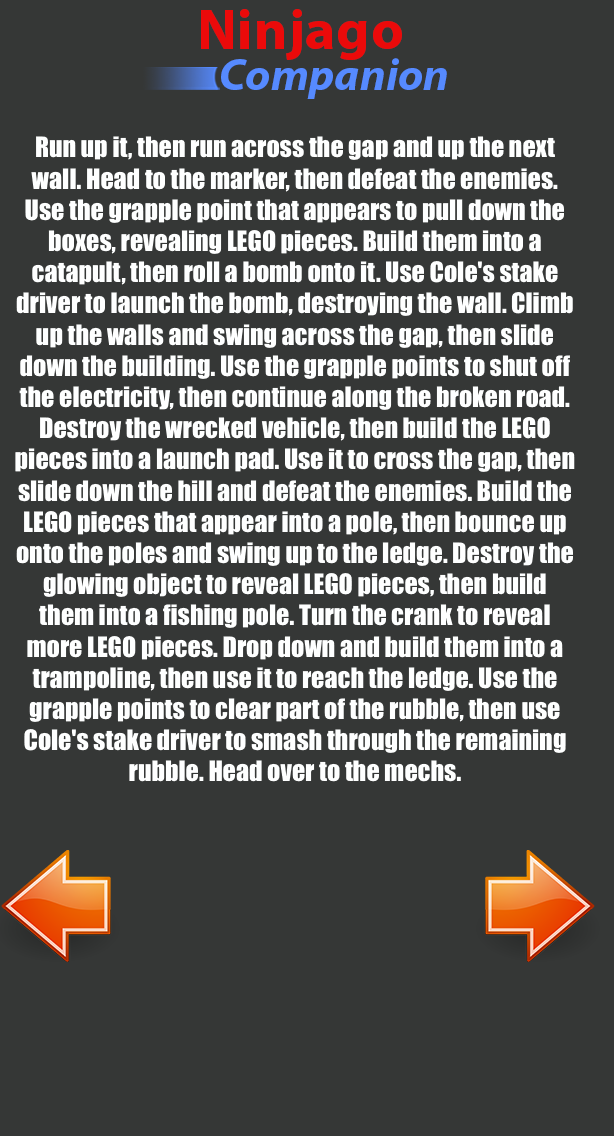 Ninjago
Companion
Run up it, then run across the gap and up the next
wall. Head to the marker, then defeat the enemies.
Use the grapple point that appears to pull down the
boxes, revealing LEGO pieces. Build them into a
catapult, then roll a bomb onto it. Use Cole's stake
driver to launch the bomb, destroying the wall. Climb
up the walls and swing across the gap, then slide
down the building. Use the grapple points to shut off
the electricity, then continue along the broken road.
Destroy the wrecked vehicle, then build the LEGO
pieces into a launch pad. Use it to cross the gap, then
slide down the hill and defeat the enemies. Build the
LEGO pieces that appear into a pole, then bounce up
onto the poles and swing up to the ledge. Destroy the
glowing object to reveal LEGO pieces, then build
them into a fishing pole. Turn the crank to reveal
more LEGO pieces. Drop down and build them into a
trampoline, then use it to reach the ledge. Use the
grapple points to clear part of the rubble, then use
Cole's stake driver to smash through the remaining
rubble. Head over to the mechs.